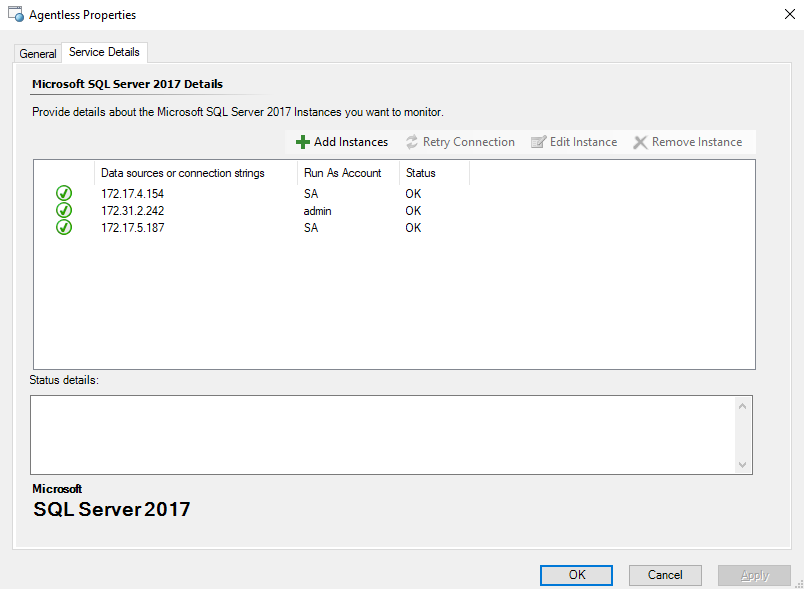 Agentless Properties
General Service Details
Microsoft SQL Server 2017 Details
Provide details about the Microsoft SQL Server 2017 Instances you want to monitor.
Add Instances Retry Connection Edit Instance Remove Instance
Data sources or connection strings Run As Account Status
172.17.4.154 SA OK
172.31.2.242 admin OK
172.17.5.187 SA OK
Status details:
Microsoft
SQL Server 2017
OK Cancel Apply